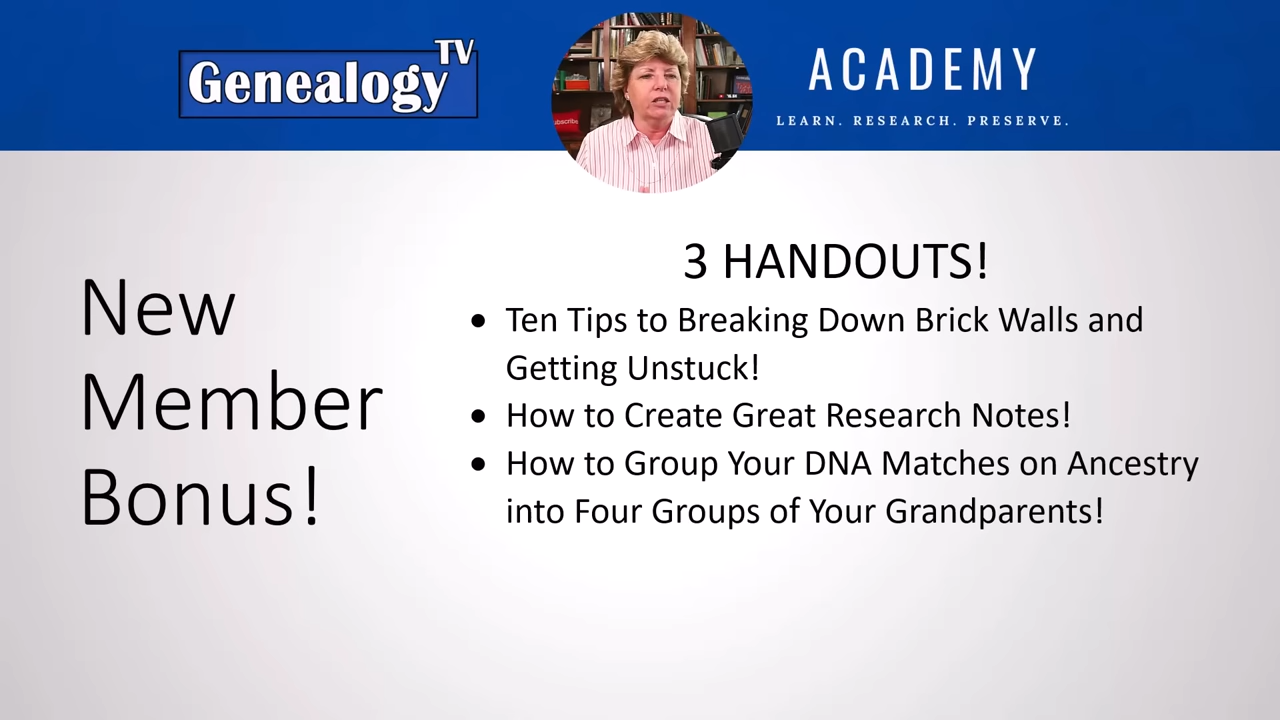 Genealogy TV
ACADEMY
LEARN. RESEARCH. PRESERVE.
New
Member
Bonus!
3 HANDOUTS!
• Ten Tips to Breaking Down Brick Walls and
Getting Unstuck!
• How to Create Great Research Notes!
• How to Group Your DNA Matches on Ancestry
into Four Groups of Your Grandparents!